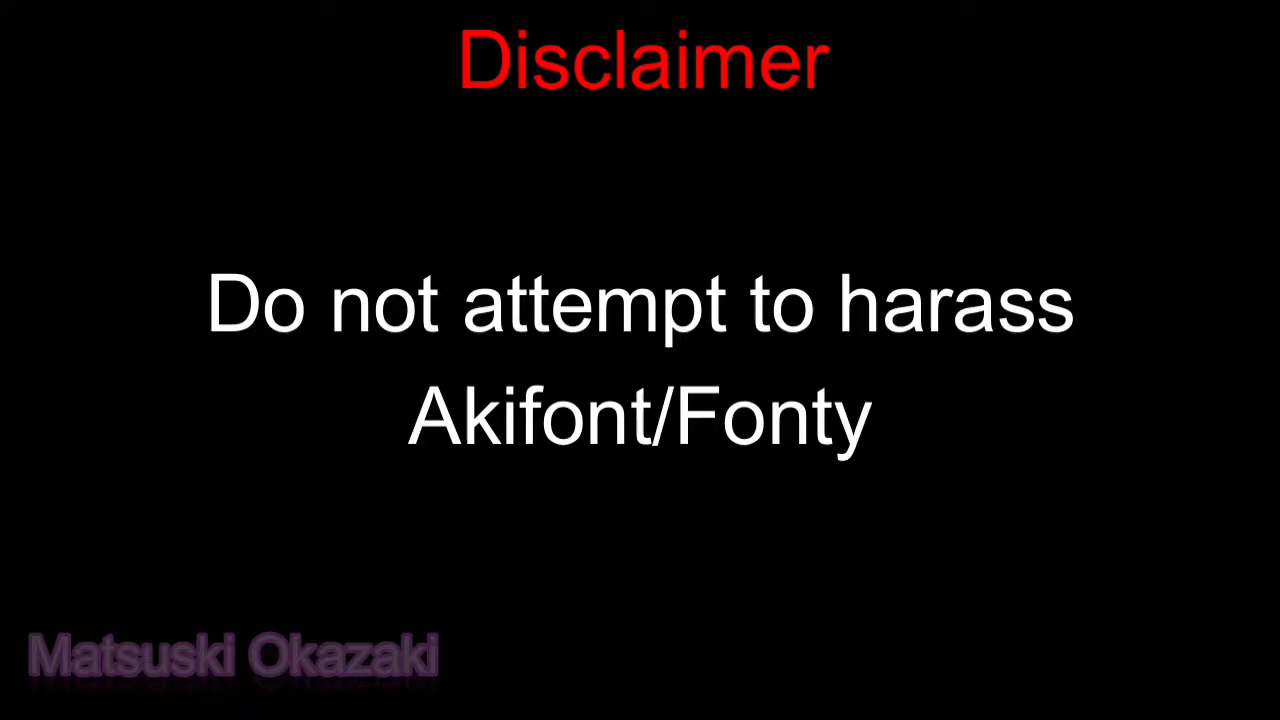 Disclaimer
Do not attempt to harass
Akifont/Fonty
Matsuski Okazaki